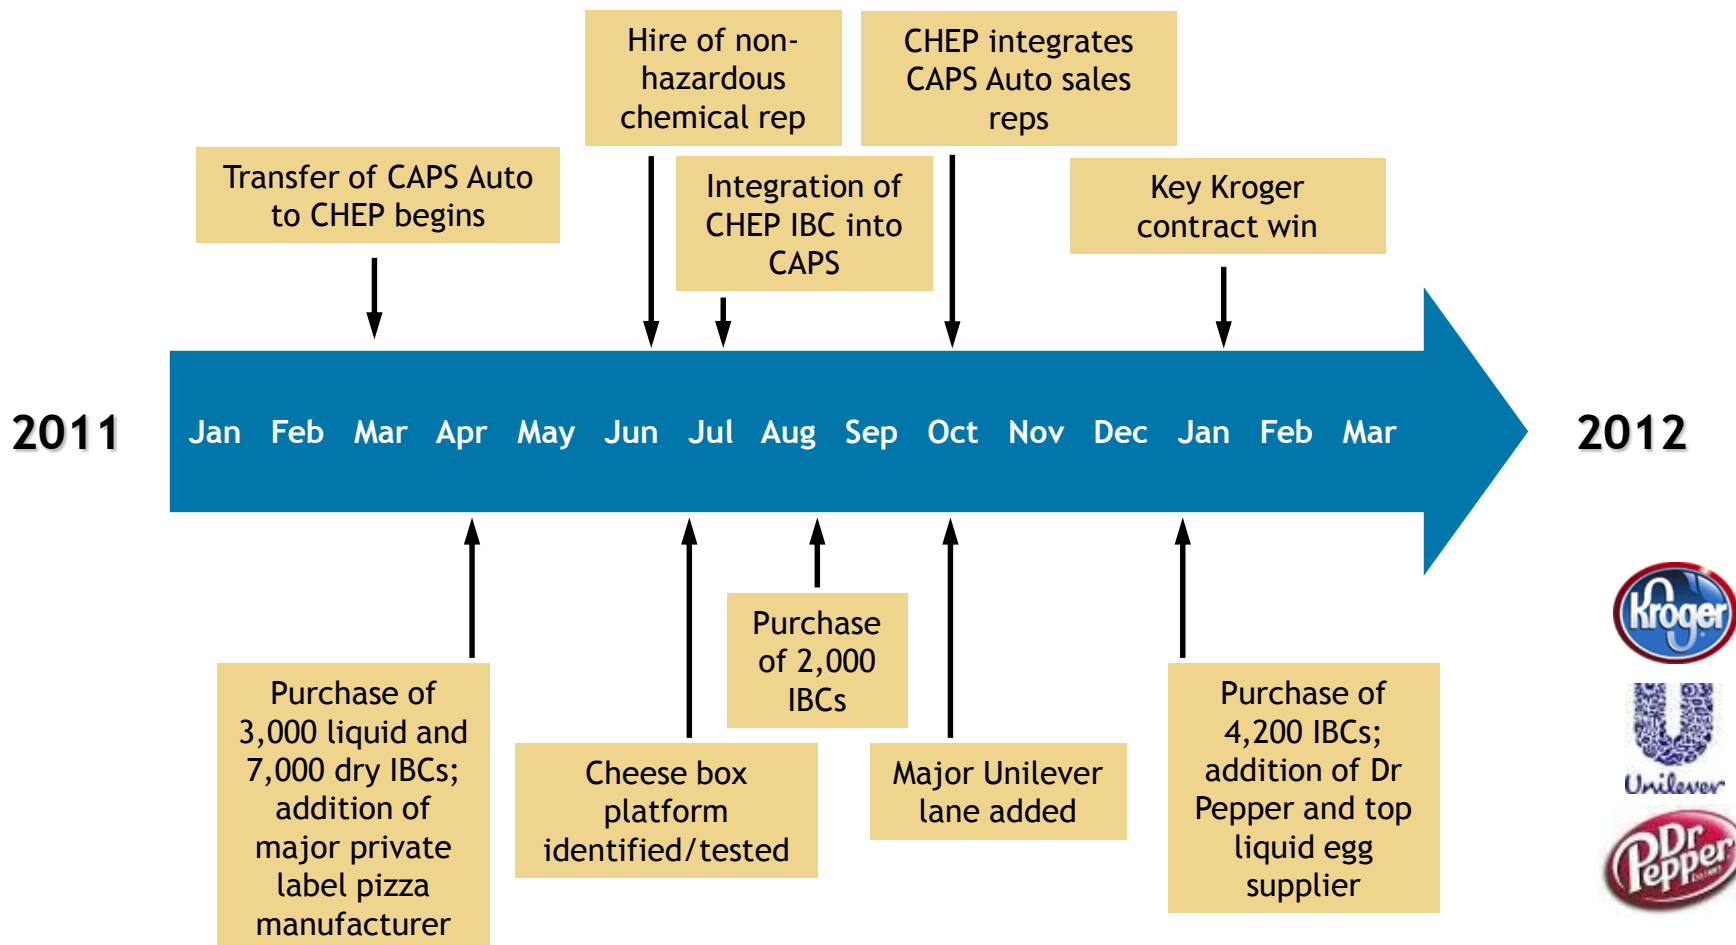 Hire of non-
hazardous
chemical rep
CHEP integrates
CAPS Auto sales
reps
Transfer of CAPS Auto
to CHEP begins
Integration of
CHEP IBC into
CAPS
Key Kroger
contract win
2011
Jan Feb Mar Apr May Jun Jul Aug Sep Oct Nov Dec Jan Feb Mar
2012
Purchase of
3,000 liquid and
7,000 dry IBCs;
addition of
major private
label pizza
manufacturer
Cheese box
platform
identified/tested
Purchase
of 2,000
IBCs
Major Unilever
lane added
Purchase of
4,200 IBCs;
addition of Dr
Pepper and top
liquid egg
supplier
Kroger
Unilever
Dr
Pepper